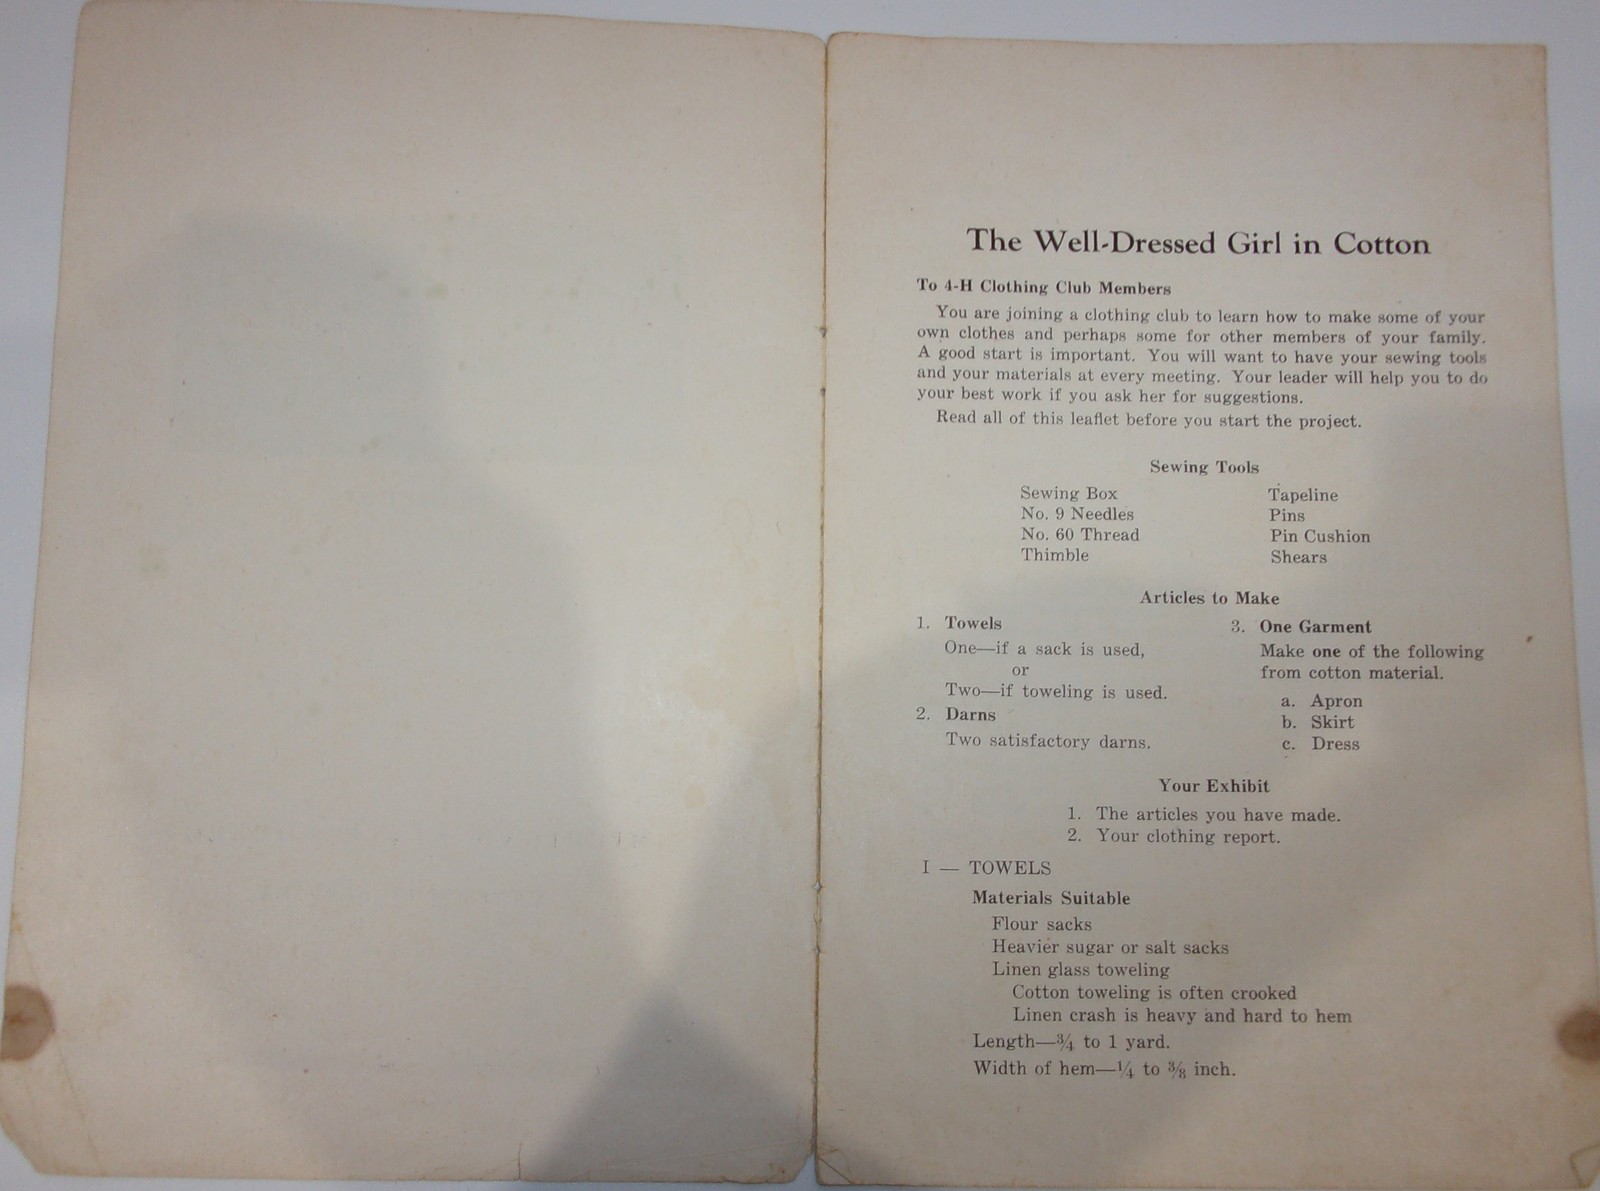 The Well-Dressed Girl in Cotton
To 4-H Clothing Club Members
You are joining a clothing club to learn how to make some of your
own clothes and perhaps some for other members of your family.
A good start is important. You will want to have your sewing tools
and your materials at every meeting. Your leader will help you to do
your best work if you ask her for suggestions.
Read all of this leaflet before you start the project.
Sewing Tools
Sewing Box
No. 9 Needles
No. 60 Thread
Thimble
Tapeline
Pins
Pin Cushion
Shears
Articles to Make
1. Towels
One—if a sack is used,
or
Two—if toweling is used.
2. Darns
Two satisfactory darns.
3. One Garment
Make one of the following
from cotton material.
a. Apron
b. Skirt
c. Dress
Your Exhibit
1. The articles you have made.
2. Your clothing report.
I — TOWELS
Materials Suitable
Flour sacks
Heavier sugar or salt sacks
Linen glass toweling
Cotton toweling is often crooked
Linen crash is heavy and hard to hem
Length—¾ to 1 yard.
Width of hem—¼ to ⅜ inch.